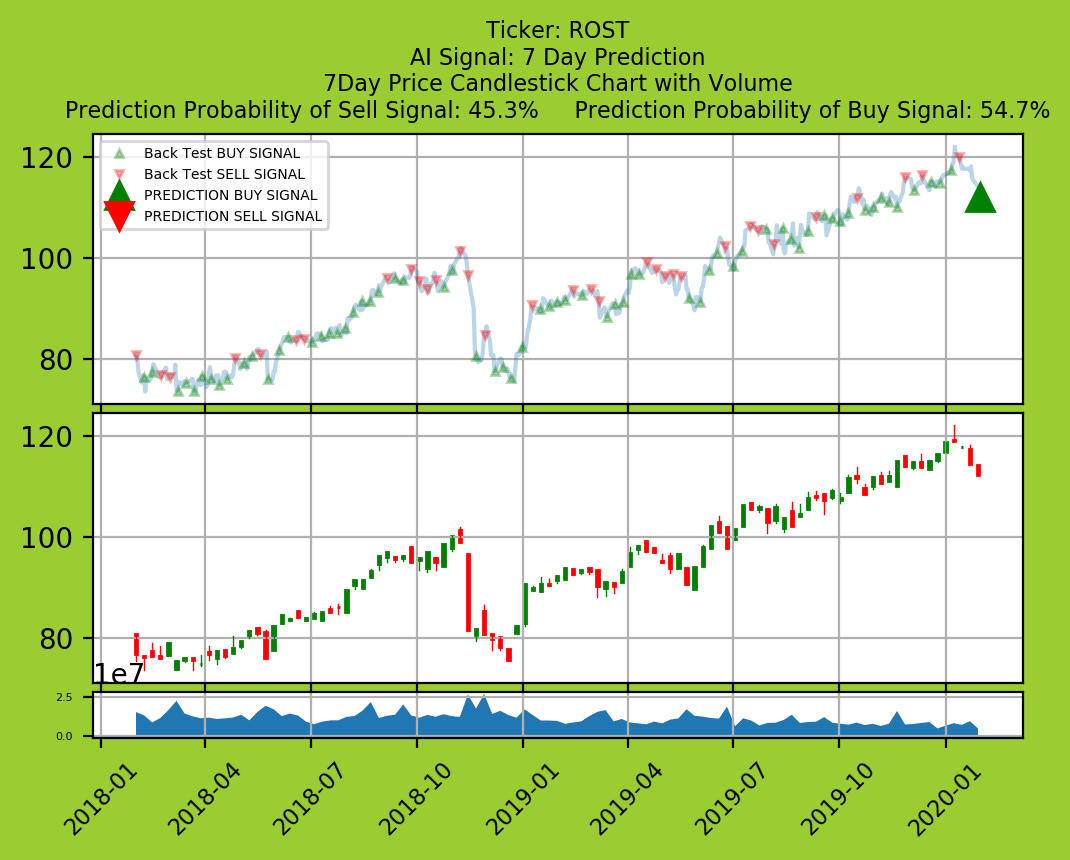 Ticker: ROST
AI Signal: 7 Day Prediction
7Day Price Candlestick Chart with Volume
Prediction Probability of Sell Signal: 45.3% Prediction Probability of Buy Signal: 54.7%
Back Test BUY SIGNAL
Back Test SELL SIGNAL
PREDICTION BUY SIGNAL
PREDICTION SELL SIGNAL
120
100
80
120
100
80
1e7
2.5
0.0
2018-01
2018-04
2018-07
2018-10
2019-01
2019-04
2019-07
2019-10
2020-01